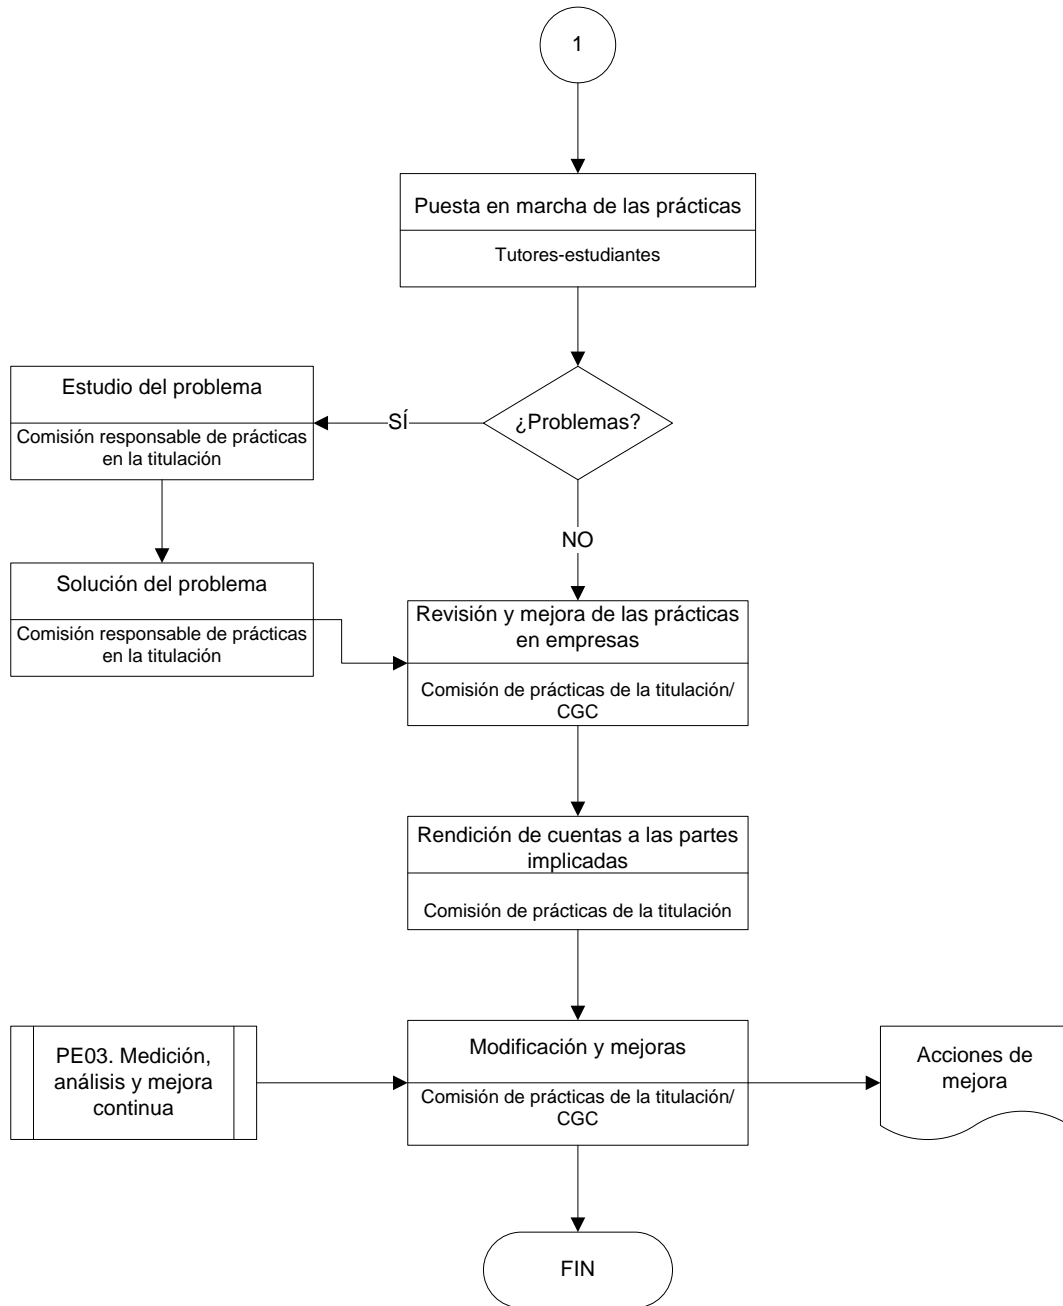 1
Puesta en marcha de las prácticas
Tutores-estudiantes
¿Problemas?
SÍ
Estudio del problema
Comisión responsable de prácticas
en la titulación
NO
Solución del problema
Comisión responsable de prácticas
en la titulación
Revisión y mejora de las prácticas
en empresas
Comisión de prácticas de la titulación/
CGC
Rendición de cuentas a las partes
implicadas
Comisión de prácticas de la titulación
PE03. Medición,
análisis y mejora
continua
Modificación y mejoras
Comisión de prácticas de la titulación/
CGC
Acciones de
mejora
FIN